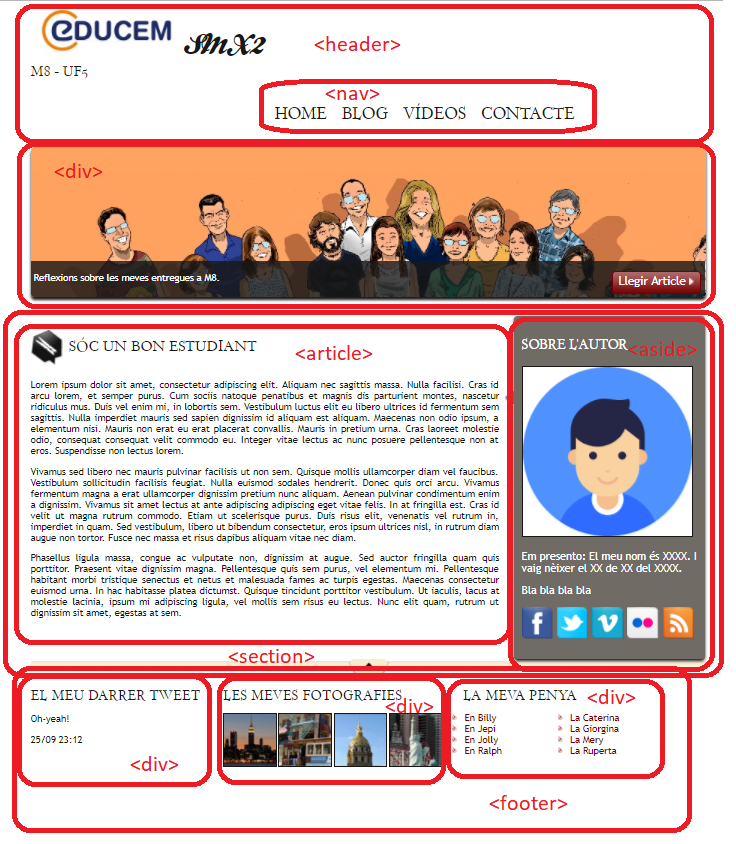 eDUCEM SMX2
<header>
M8 - UF5
<nav>
HOME BLOG VÍDEOS CONTACTE
<div>
Reflexions sobre les meves entregues a M8.
Llegir Article
SÓC UN BON ESTUDIANT
<article>
Lorem ipsum dolor sit amet, consectetur adipiscing elit. Aliquam nec sagittis massa. Nulla facilisi. Cras id
arcu lorem, et semper purus. Cum sociis natoque penatibus et magnis dis parturient montes, nascetur
ridiculus mus. Duis vel enim mi, in lobortis sem. Vestibulum luctus elit eu libero ultrices id fermentum sem
sagittis. Nulla imperdiet mauris sed sapien dignissim id aliquam est aliquam. Maecenas non odio ipsum, a
elementum nisi. Mauris non erat eu erat placerat convallis. Mauris in pretium urna. Cras laoreet molestie
odio, consequat consequat velit commodo eu. Integer vitae lectus ac nunc posuere pellentesque non at
eros. Suspendisse non lectus lorem.
Vivamus sed libero nec mauris pulvinar facilisis ut non sem. Quisque mollis ullamcorper diam vel faucibus.
Vestibulum sollicitudin facilisis feugiat. Nulla euismod sodales hendrerit. Donec quis orci arcu. Vivamus
fermentum magna a erat ullamcorper dignissim pretium nunc aliquam. Aenean pulvinar condimentum enim
a dignissim. Vivamus sit amet lectus at ante adipiscing adipiscing eget vitae felis. In at fringilla est. Cras id
velit ut magna rutrum commodo. Etiam ut scelerisque purus. Duis risus elit, venenatis vel rutrum in,
imperdiet in quam. Sed vestibulum, libero ut bibendum consectetur, eros ipsum ultrices nisl, in rutrum diam
augue non tortor. Fusce nec massa et risus dapibus aliquam vitae nec diam.
Phasellus ligula massa, congue ac vulputate non, dignissim at augue. Sed auctor fringilla quam quis
porttitor. Praesent vitae dignissim magna. Pellentesque quis sem purus, vel elementum mi. Pellentesque
habitant morbi tristique senectus et netus et malesuada fames ac turpis egestas. Maecenas consectetur
euismod urna. In hac habitasse platea dictumst. Quisque tincidunt porttitor vestibulum. Ut iaculis, lacus at
molestie lacinia, ipsum mi adipiscing ligula, vel mollis sem risus eu lectus. Nunc elit quam, rutrum ut
dignissim sit amet, egestas at sem.
SOBRE L'AUTOR
<aside>
Em presento: El meu nom és XXXX. I
vaig nèixer el XX de XX del XXXX.
Bla bla bla bla
<section>
EL MEU DARRER TWEET
Oh-yeah!
25/09 23:12
<div>
LES MEVES FOTOGRAFIES
<div>
LA MEVA PENYA
<div>
En Billy
En Jepi
En Jolly
En Ralph
La Caterina
La Giorgina
La Mery
La Ruperta
<footer>